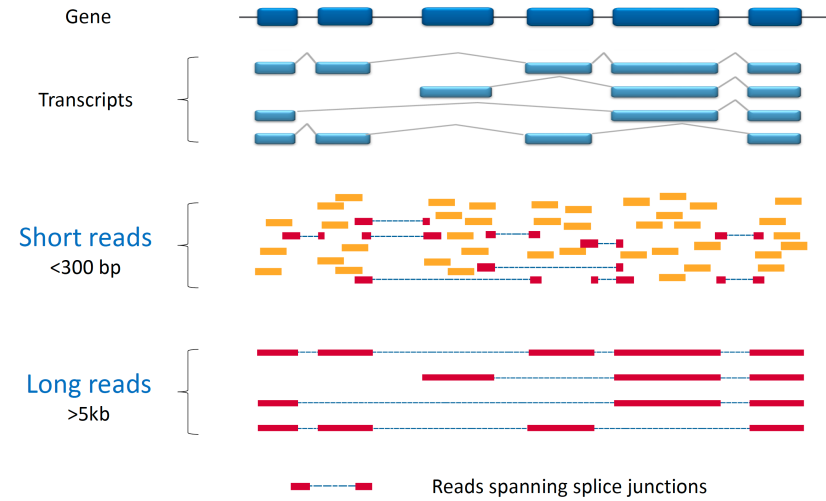 Gene
Transcripts
Short reads
<300 bp
Long reads
>5kb
Reads spanning splice junctions